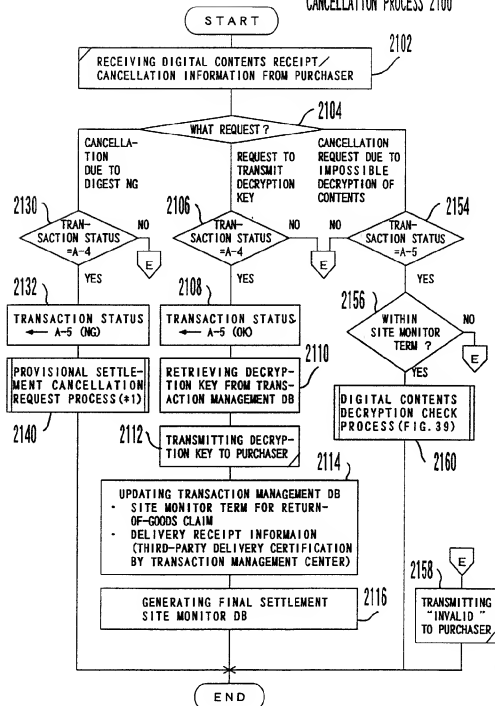 CANCELLATION PROCESS 2100
START
2102
RECEIVING DIGITAL CONTENTS RECEIPT/
CANCELLATION INFORMATION FROM PURCHASER
2104
WHAT REQUEST?
CANCELLA-
TION
DUE TO
DIGEST NG
REQUEST TO
TRANSMIT
DECRYPTION
KEY
CANCELLATION
REQUEST DUE TO
IMPOSSIBLE
DECRYPTION OF
CONTENTS
2130
TRAN-
SACTION STATUS
=A-4
NO
E
YES
2106
TRAN-
SACTION STATUS
=A-4
NO
E
YES
2154
TRAN-
SACTION STATUS
=A-5
NO
YES
2132
TRANSACTION STATUS
← A-5 (NG)
2108
TRANSACTION STATUS
← A-5 (OK)
2156
WITHIN
SITE MONITOR
TERM ?
NO
E
YES
PROVISIONAL SETTLE-
MENT CANCELLATION
REQUEST PROCESS(*1)
2140
2110
RETRIEVING DECRYP-
TION KEY FROM TRANS-
ACTION MANAGEMENT DB
2112
TRANSMITTING DECRYP-
TION KEY TO PURCHASER
DIGITAL CONTENTS
DECRYPTION CHECK
PROCESS(FIG.39)
2160
2114
UPDATING TRANSACTION MANAGEMENT DB
• SITE MONITOR TERM FOR RETURN-
OF-GOODS CLAIM
• DELIVERY RECEIPT INFORMAION
(THIRD-PARTY DELIVERY CERTIFICATION
BY TRANSACTION MANAGEMENT CENTER)
2116
GENERATING FINAL SETTLEMENT
SITE MONITOR DB
E
2158
TRANSMITTING
"INVALID "
TO PURCHASER
END